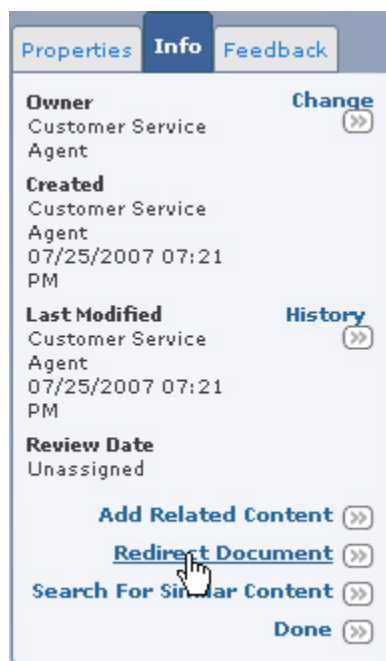 Properties Info Feedback
Owner Change
Customer Service
Agent
Created
Customer Service
Agent
07/25/2007 07:21
PM
Last Modified History
Customer Service
Agent
07/25/2007 07:21
PM
Review Date
Unassigned
Add Related Content
Redirect Document
Search For Similar Content
Done